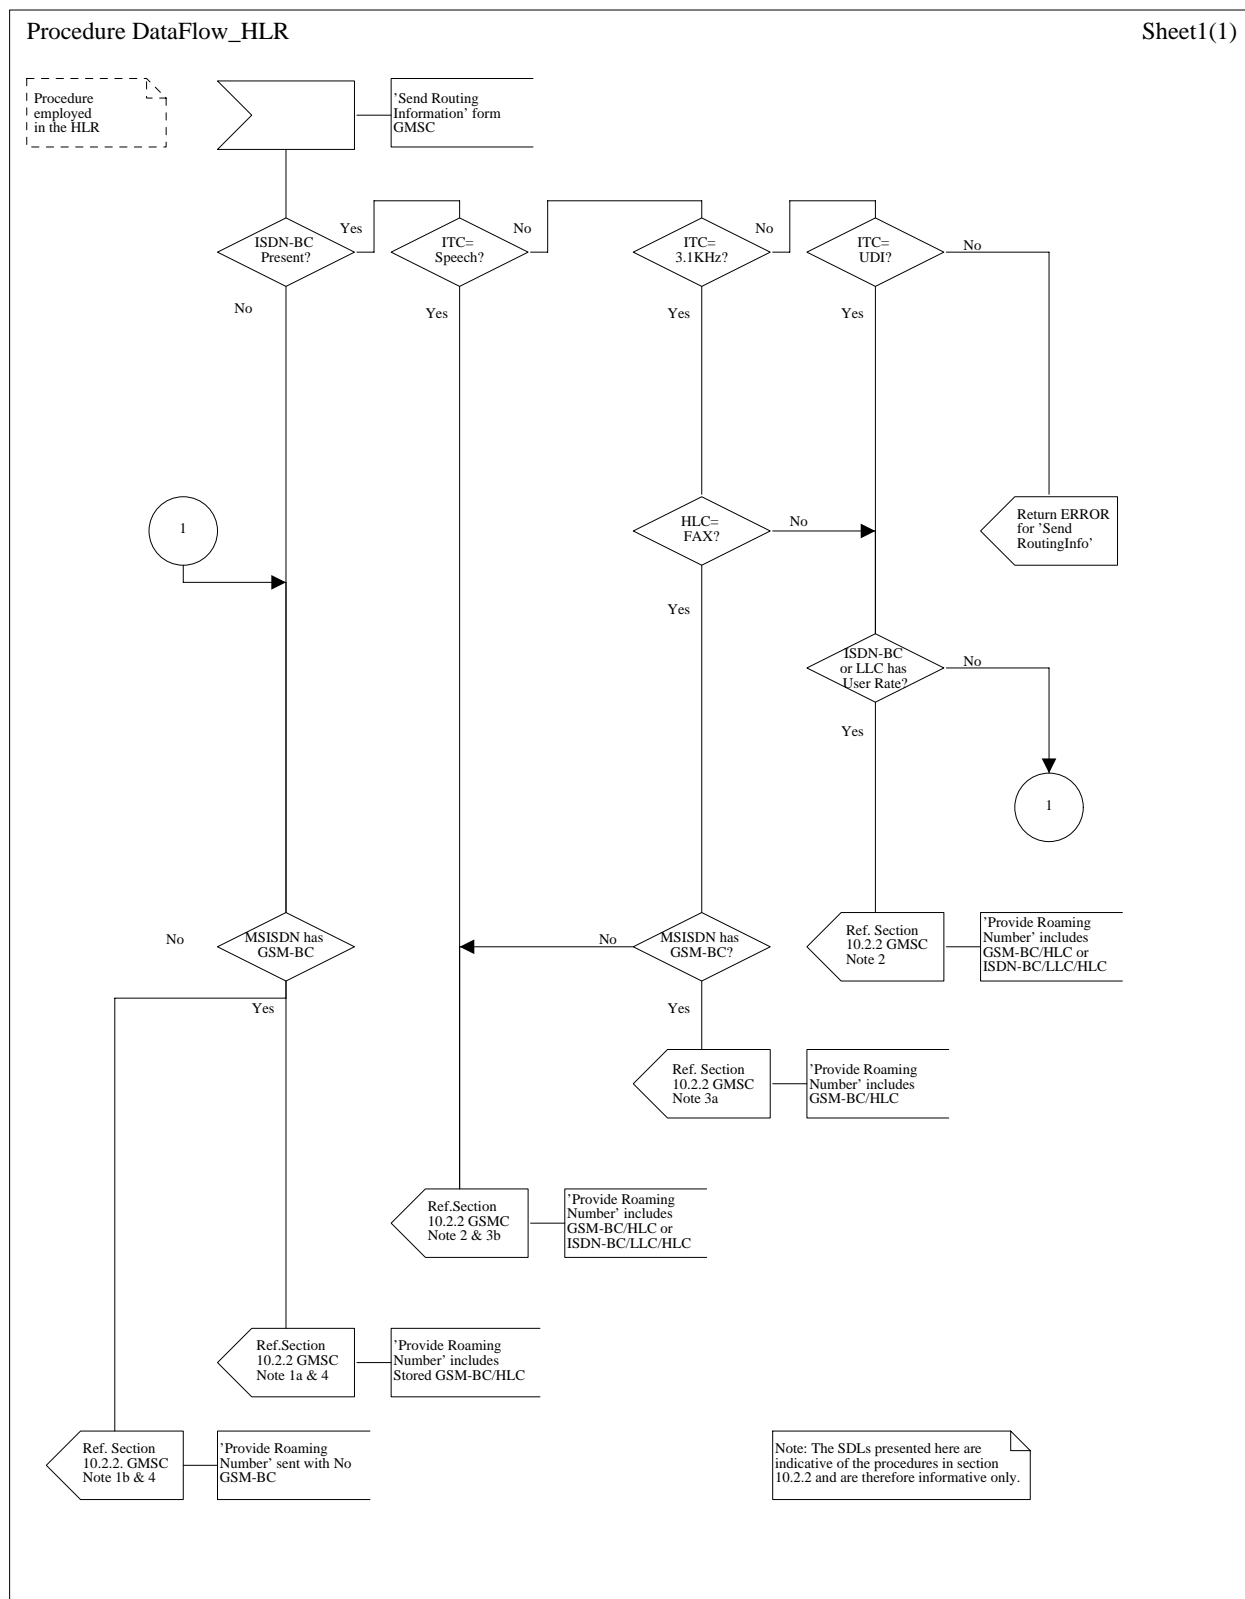 Procedure DataFlow_HLR
Sheet1(1)
Procedure
employed
in the HLR
'Send Routing
Information' form
GMSC
ISDN-BC
Present?
Yes
ITC=
Speech?
No
ITC=
3.1KHz?
No
ITC=
UDI?
No
No
Yes
Yes
Yes
1
HLC=
FAX?
No
Return ERROR
for 'Send
RoutingInfo'
Yes
ISDN-BC
or LLC has
User Rate?
No
Yes
1
No
MSISDN has
GSM-BC
Yes
No
MSISDN has
GSM-BC?
Yes
Ref. Section
10.2.2 GMSC
Note 2
'Provide Roaming
Number' includes
GSM-BC/HLC or
ISDN-BC/LLC/HLC
Ref. Section
10.2.2 GMSC
Note 3a
'Provide Roaming
Number' includes
GSM-BC/HLC
Ref.Section
10.2.2 GSMC
Note 2 & 3b
'Provide Roaming
Number' includes
GSM-BC/HLC or
ISDN-BC/LLC/HLC
Ref.Section
10.2.2 GMSC
Note 1a & 4
'Provide Roaming
Number' includes
Stored GSM-BC/HLC
Ref. Section
10.2.2. GMSC
Note 1b & 4
'Provide Roaming
Number' sent with No
GSM-BC
Note: The SDLs presented here are
indicative of the procedures in section
10.2.2 and are therefore informative only.